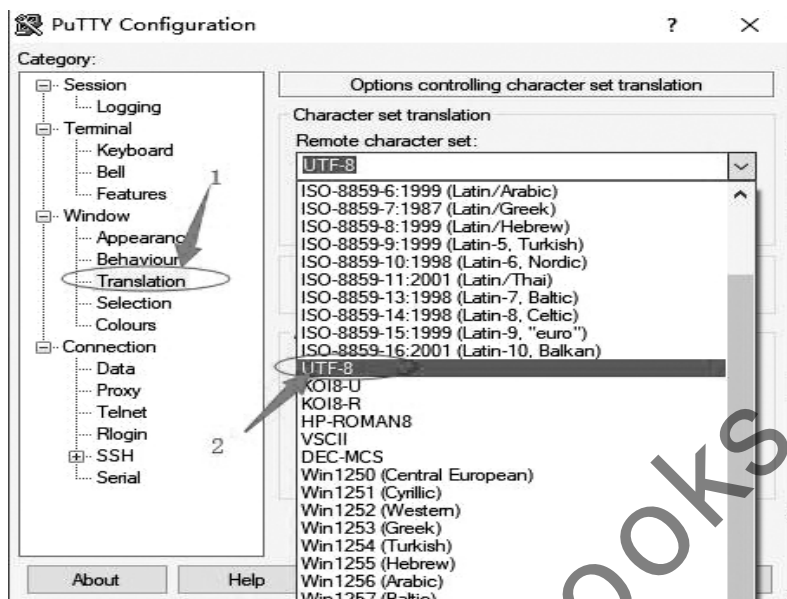 PuTTY Configuration
?
Category:
Session
Logging
Terminal
Keyboard
Bell
Features
Window
Appearance
Behaviour
Translation
Selection
Colours
Connection
Data
Proxy
Telnet
Rlogin
SSH
Serial
About
Help
1
2
Options controlling character set translation
Character set translation
Remote character set:
UTF-8
ISO-8859-6:1999 (Latin/Arabic)
ISO-8859-7:1987 (Latin/Greek)
ISO-8859-8:1999 (Latin/Hebrew)
ISO-8859-9:1999 (Latin-5, Turkish)
ISO-8859-10:1998 (Latin-6, Nordic)
ISO-8859-11:2001 (Latin/Thai)
ISO-8859-13:1998 (Latin-7, Baltic)
ISO-8859-14:1998 (Latin-8, Celtic)
ISO-8859-15:1999 (Latin-9, "euro")
ISO-8859-16:2001 (Latin-10, Balkan)
UTF-8
KOI8-U
KOI8-R
HP-ROMAN8
VSCII
DEC-MCS
Win1250 (Central European)
Win1251 (Cyrillic)
Win1252 (Western)
Win1253 (Greek)
Win1254 (Turkish)
Win1255 (Hebrew)
Win1256 (Arabic)
Win1257 (Baltic)
ooks